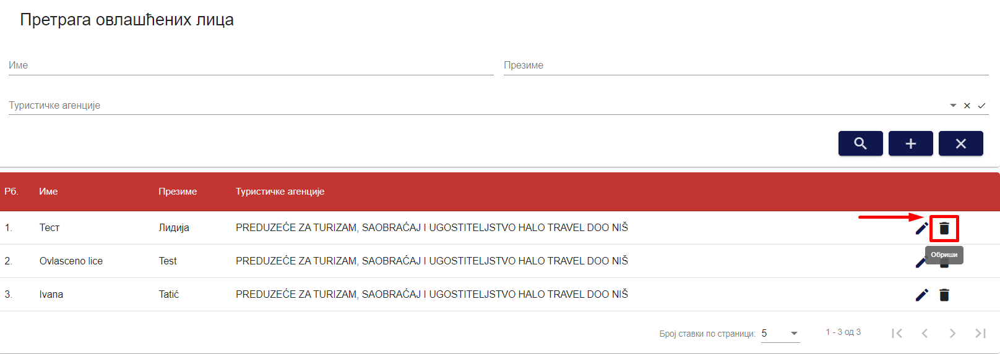 Претрага овлашћених лица
Име Презиме
Туристичке агенције
Рб. Име Презиме Туристичке агенције
1. Тест Лидија PREDUZEĆE ZA TURIZAM, SAOBRAĆAJ I UGOSTITELJSTVO HALO TRAVEL DOO NIŠ
Обриши
2. Ovlasceno lice Test PREDUZEĆE ZA TURIZAM, SAOBRAĆAJ I UGOSTITELJSTVO HALO TRAVEL DOO NIŠ
3. Ivana Tatić PREDUZEĆE ZA TURIZAM, SAOBRAĆAJ I UGOSTITELJSTVO HALO TRAVEL DOO NIŠ
Број ставки по страници: 5 1 - 3 од 3